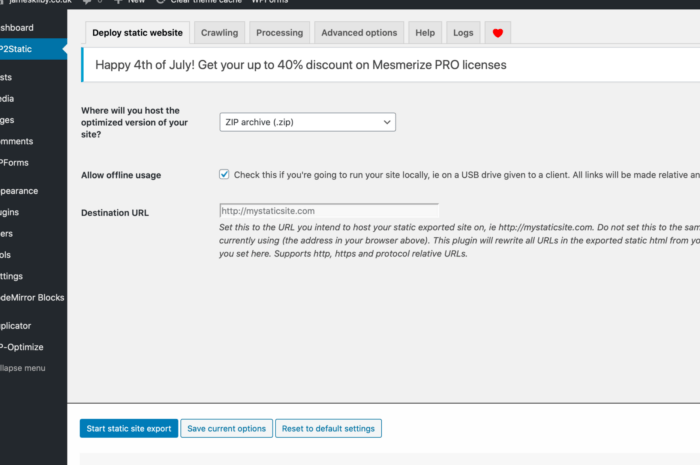 jameskilby.co.uk 0 New Clear theme cache WPForms
shboard
P2Static
sts
edia
ges
mments
PForms
pearance
ugins
ers
ols
ttings
deMirror Blocks
plicator
P-Optimize
llapse menu
Deploy static website Crawling Processing Advanced options Help Logs
Happy 4th of July! Get your up to 40% discount on Mesmerize PRO licenses
Where will you host the
optimized version of your
site?
ZIP archive (.zip)
Allow offline usage
Check this if you're going to run your site locally, ie on a USB drive given to a client. All links will be made relative an
Destination URL
http://mystaticsite.com
Set this to the URL you intend to host your static exported site on, ie http://mystaticsite.com. Do not set this to the sam
currently using (the address in your browser above). This plugin will rewrite all URLs in the exported static html from yo
you set here. Supports http, https and protocol relative URLs.
Start static site export Save current options Reset to default settings